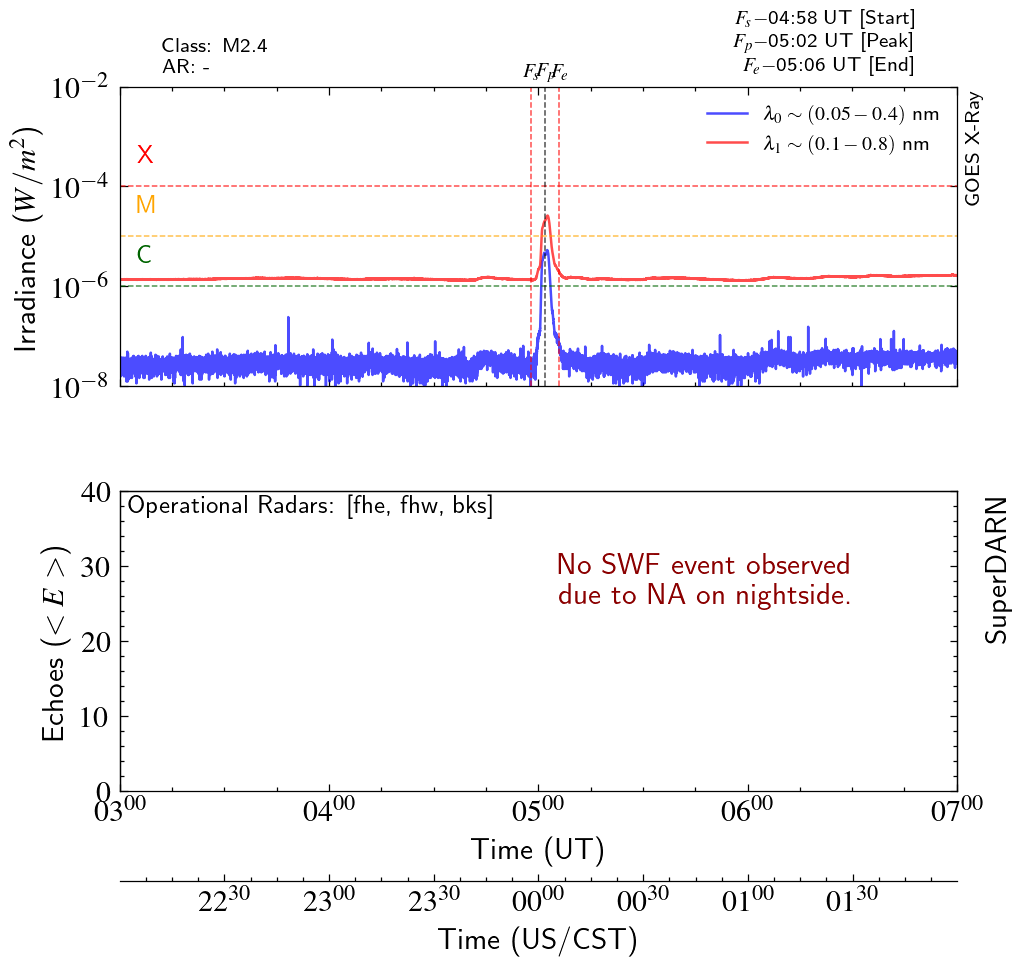 Fₛ−04:58 UT [Start]
Class: M2.4
Fₚ−05:02 UT [Peak]
AR: -
Fₑ−05:06 UT [End]
FₛFₚFₑ
10⁻²
λ₀ ∼ (0.05 − 0.4) nm
λ₁ ∼ (0.1 − 0.8) nm
GOES X-Ray
X
10⁻⁴
M
C
10⁻⁶
10⁻⁸
Irradiance (W/m²)
40
Operational Radars: [fhe, fhw, bks]
30
No SWF event observed
due to NA on nightside.
20
10
0
Echoes (< E >)
SuperDARN
03⁰⁰ 04⁰⁰ 05⁰⁰ 06⁰⁰ 07⁰⁰
Time (UT)
22³⁰ 23⁰⁰ 23³⁰ 00⁰⁰ 00³⁰ 01⁰⁰ 01³⁰
Time (US/CST)